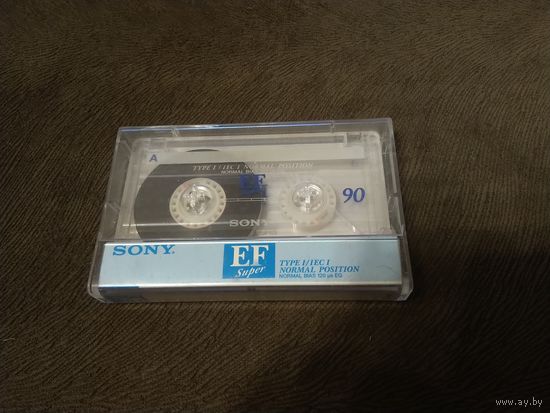 A
TYPE I / IEC I NORMAL POSITION
NORMAL BIAS
EF
90
SONY
SONY®
EF
Super
TYPE I/IEC I
NORMAL POSITION
NORMAL BIAS 120 µs EQ
www.ay.by